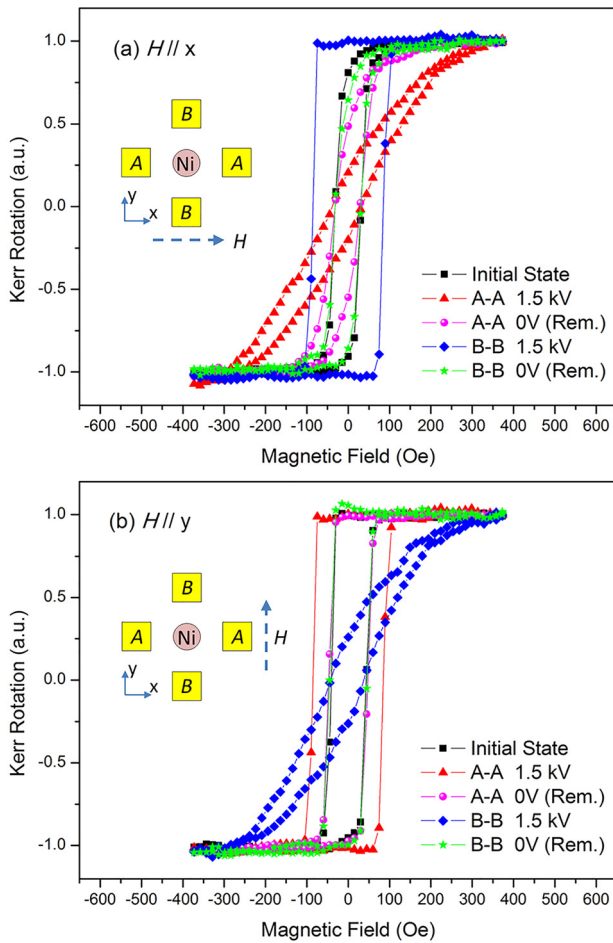 (a) H // x
B
A Ni A
B
y
x
H
Initial State
A-A 1.5 kV
A-A 0V (Rem.)
B-B 1.5 kV
B-B 0V (Rem.)
1.0
0.5
0.0
-0.5
-1.0
Kerr Rotation (a.u.)
-600 -500 -400 -300 -200 -100 0 100 200 300 400 500 600
Magnetic Field (Oe)
(b) H // y
B
A Ni A
H
B
y
x
Initial State
A-A 1.5 kV
A-A 0V (Rem.)
B-B 1.5 kV
B-B 0V (Rem.)
1.0
0.5
0.0
-0.5
-1.0
Kerr Rotation (a.u.)
-600 -500 -400 -300 -200 -100 0 100 200 300 400 500 600
Magnetic Field (Oe)